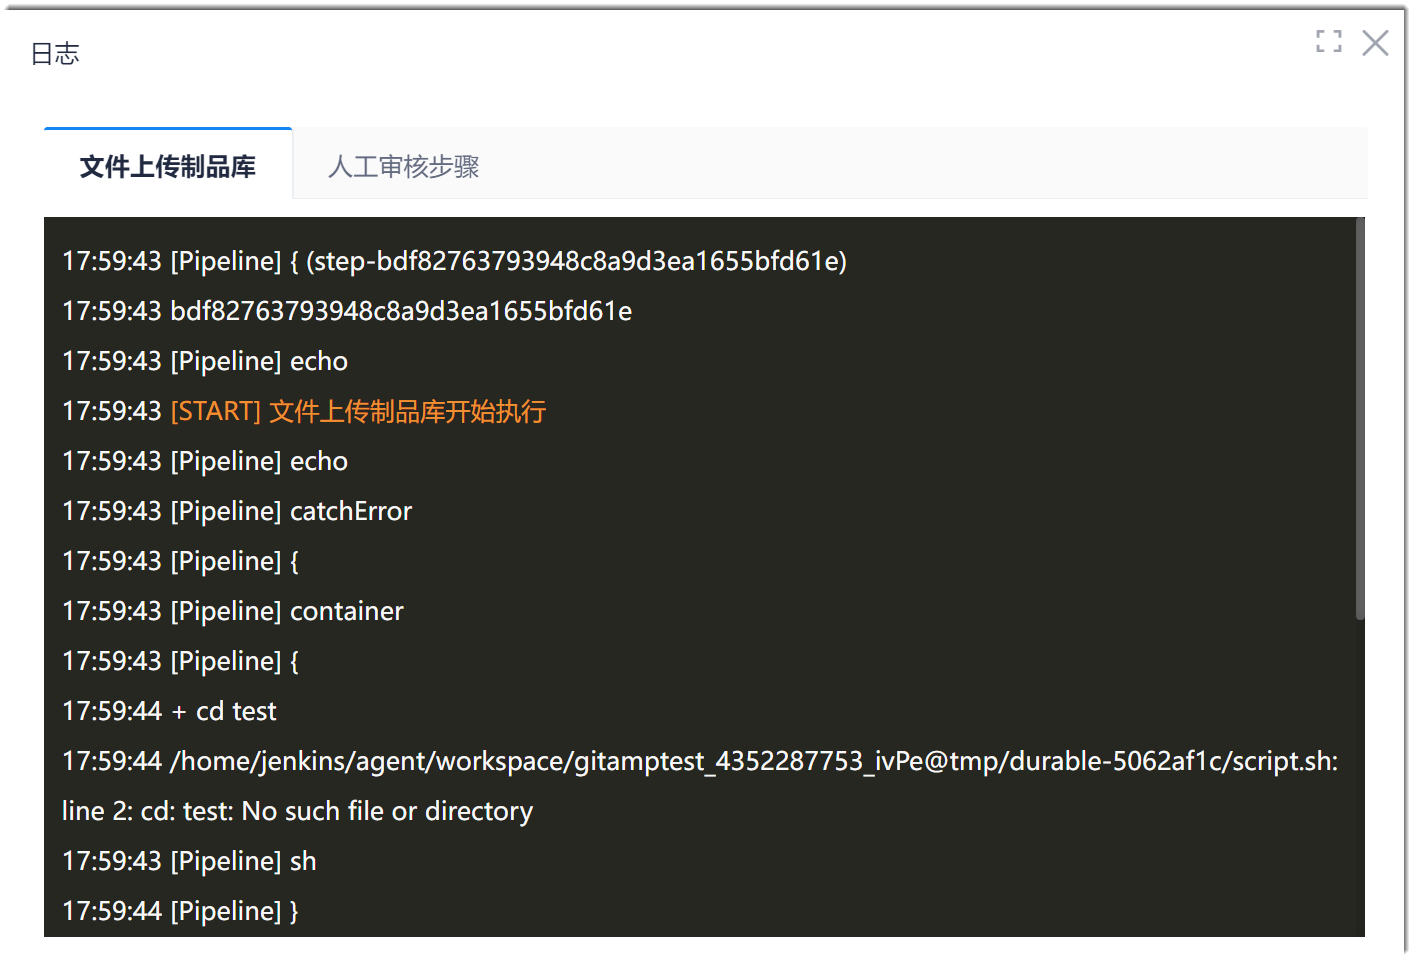 日志
文件上传制品库 人工审核步骤
17:59:43 [Pipeline] { (step-bdf82763793948c8a9d3ea1655bfd61e)
17:59:43 bdf82763793948c8a9d3ea1655bfd61e
17:59:43 [Pipeline] echo
17:59:43 [START] 文件上传制品库开始执行
17:59:43 [Pipeline] echo
17:59:43 [Pipeline] catchError
17:59:43 [Pipeline] {
17:59:43 [Pipeline] container
17:59:43 [Pipeline] {
17:59:44 + cd test
17:59:44 /home/jenkins/agent/workspace/gitamptest_4352287753_ivPe@tmp/durable-5062af1c/script.sh:
line 2: cd: test: No such file or directory
17:59:43 [Pipeline] sh
17:59:44 [Pipeline] }